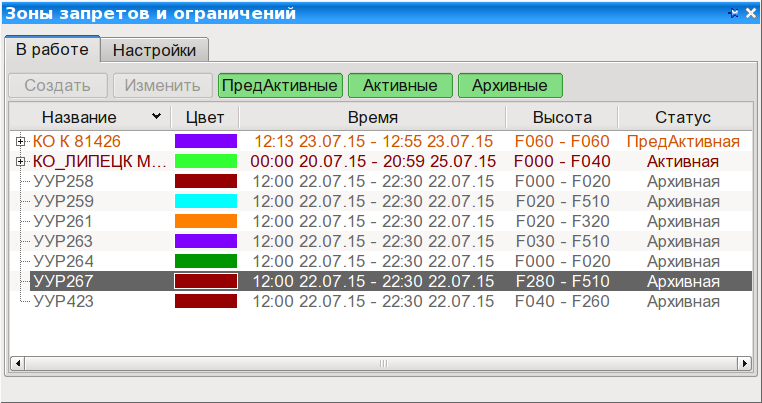 Зоны запретов и ограничений
В работе Настройки
Создать Изменить ПредАктивные Активные Архивные
Название Цвет Время Высота Статус
КО К 81426 12:13 23.07.15 - 12:55 23.07.15 F060 - F060 ПредАктивная
КО_ЛИПЕЦК М... 00:00 20.07.15 - 20:59 25.07.15 F000 - F040 Активная
УУР258 12:00 22.07.15 - 22:30 22.07.15 F000 - F020 Архивная
УУР259 12:00 22.07.15 - 22:30 22.07.15 F020 - F510 Архивная
УУР261 12:00 22.07.15 - 22:30 22.07.15 F020 - F320 Архивная
УУР263 12:00 22.07.15 - 22:30 22.07.15 F030 - F510 Архивная
УУР264 12:00 22.07.15 - 22:30 22.07.15 F000 - F020 Архивная
УУР267 12:00 22.07.15 - 22:30 22.07.15 F280 - F510 Архивная
УУР423 12:00 22.07.15 - 22:30 22.07.15 F040 - F260 Архивная